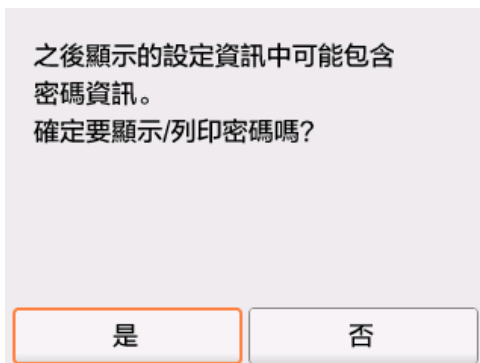 之後顯示的設定資訊中可能包含
密碼資訊。
確定要顯示/列印密碼嗎?
是
否